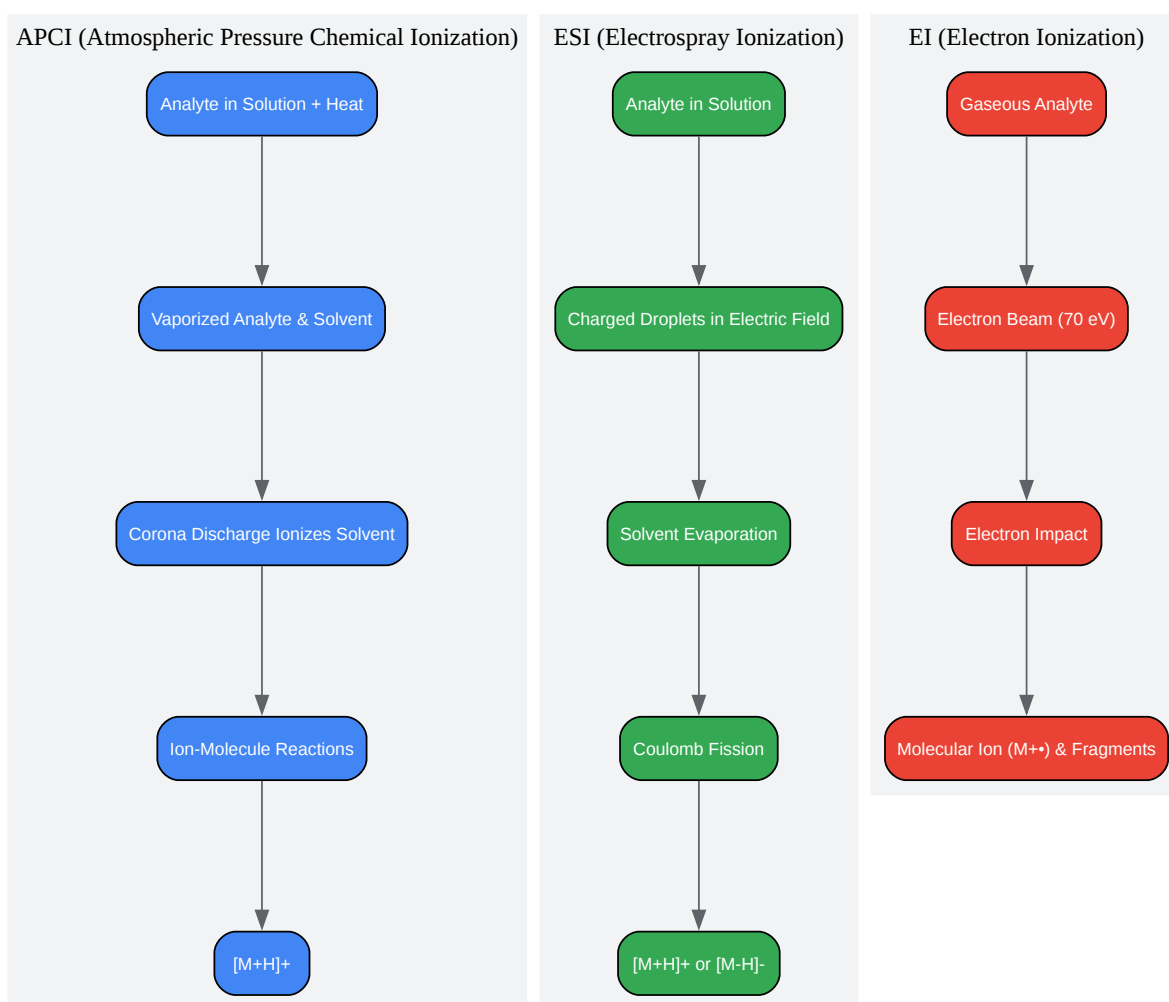 APCI (Atmospheric Pressure Chemical Ionization)
Analyte in Solution + Heat
Vaporized Analyte & Solvent
Corona Discharge Ionizes Solvent
Ion-Molecule Reactions
[M+H]+
ESI (Electrospray Ionization)
Analyte in Solution
Charged Droplets in Electric Field
Solvent Evaporation
Coulomb Fission
[M+H]+ or [M-H]-
EI (Electron Ionization)
Gaseous Analyte
Electron Beam (70 eV)
Electron Impact
Molecular Ion (M+•) & Fragments